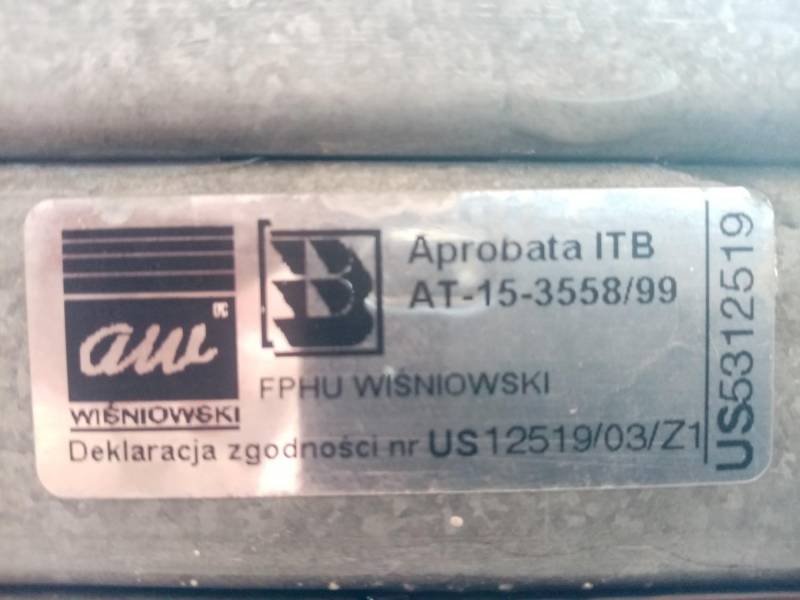 aw
WIŚNIOWSKI
B
Aprobata ITB
AT-15-3558/99
FPHU WIŚNIOWSKI
Deklaracja zgodności nr US12519/03/Z1
US5312519